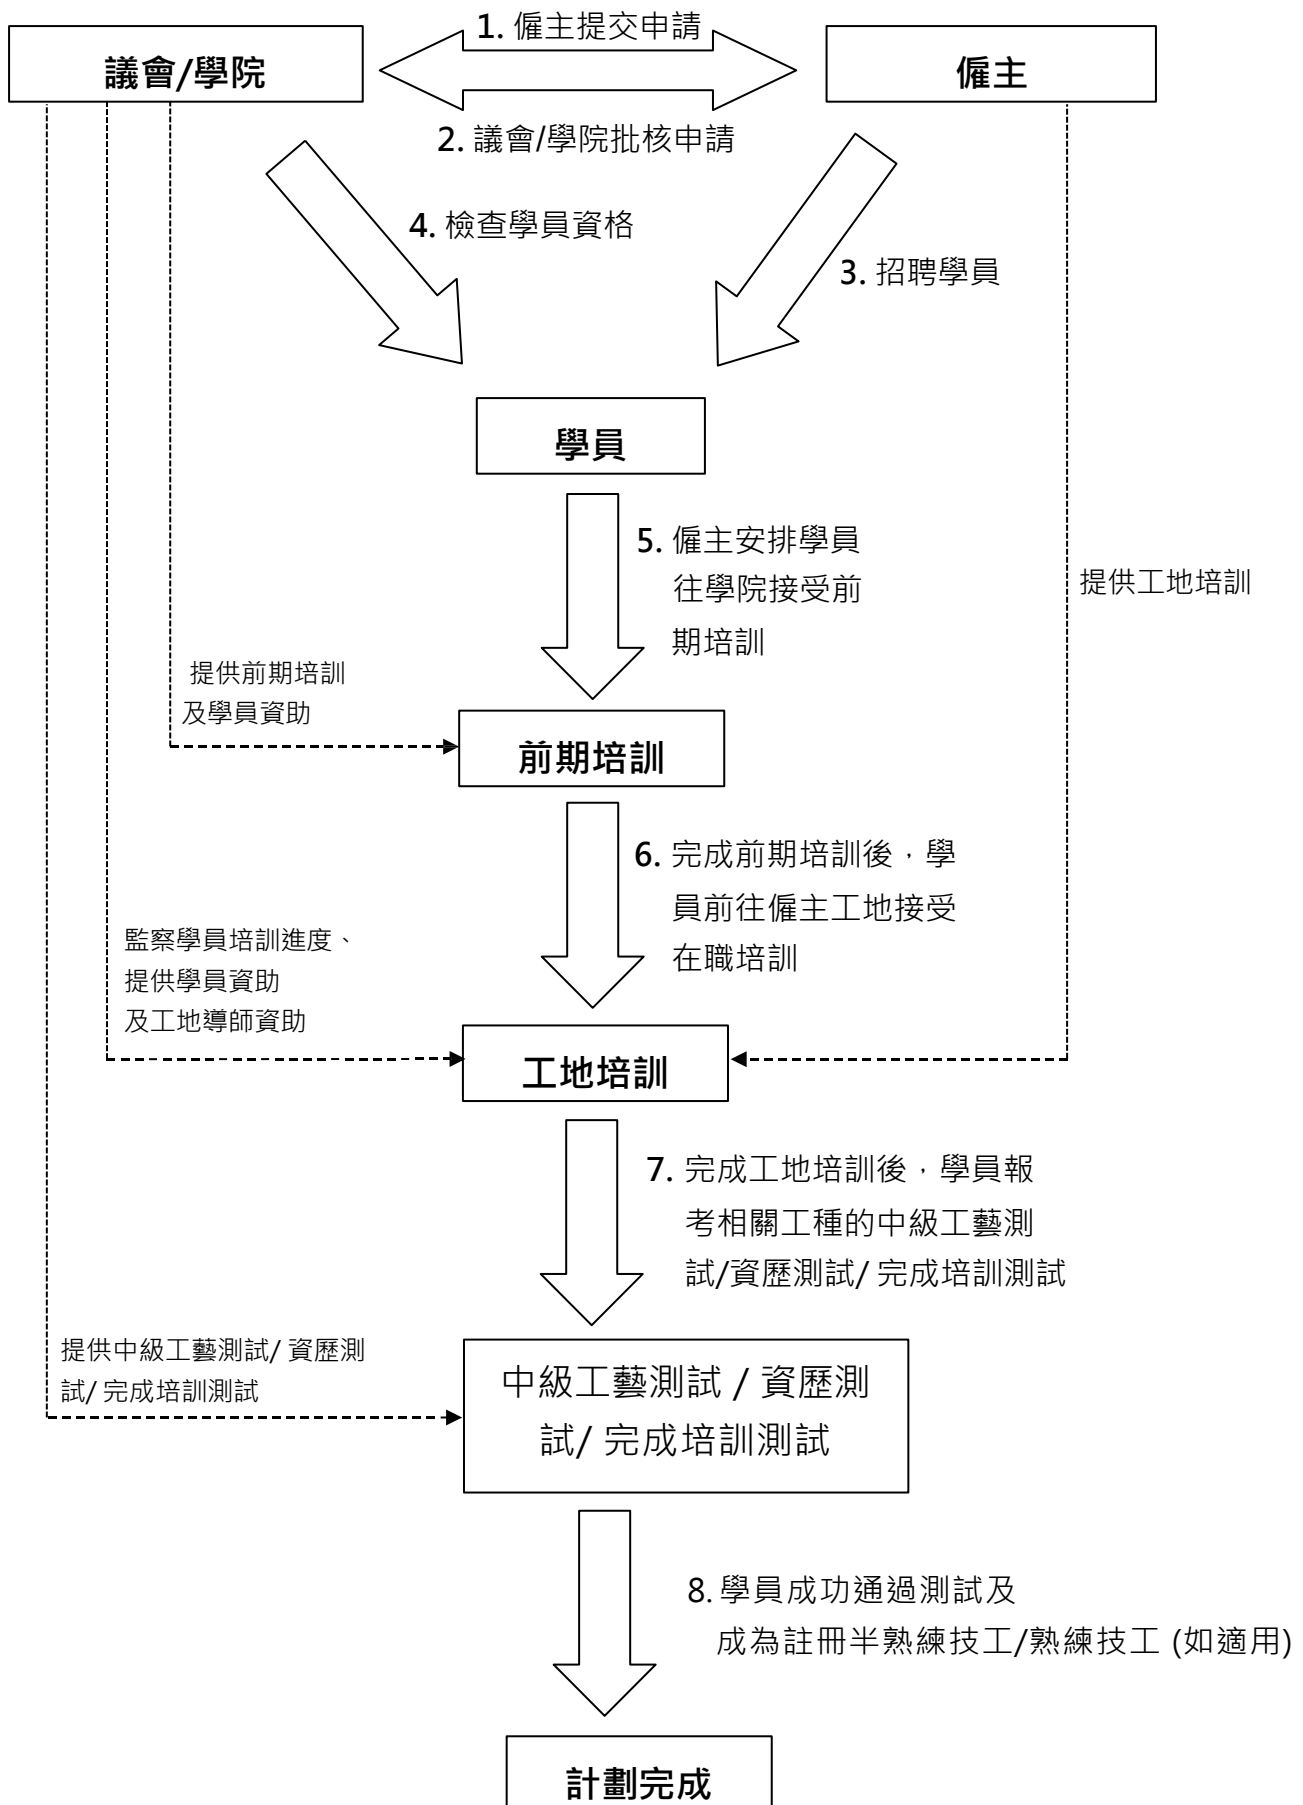 1. 僱主提交申請
議會/學院
僱主
2. 議會/學院批核申請
4. 檢查學員資格
3. 招聘學員
學員
5. 僱主安排學員
往學院接受前
期培訓
提供工地培訓
提供前期培訓
及學員資助
前期培訓
6. 完成前期培訓後，學
員前往僱主工地接受
在職培訓
監察學員培訓進度、
提供學員資助
及工地導師資助
工地培訓
7. 完成工地培訓後，學員報
考相關工種的中級工藝測
試/資歷測試/ 完成培訓測試
提供中級工藝測試/ 資歷測
試/ 完成培訓測試
中級工藝測試 / 資歷測
試/ 完成培訓測試
8. 學員成功通過測試及
成為註冊半熟練技工/熟練技工 (如適用)
計劃完成